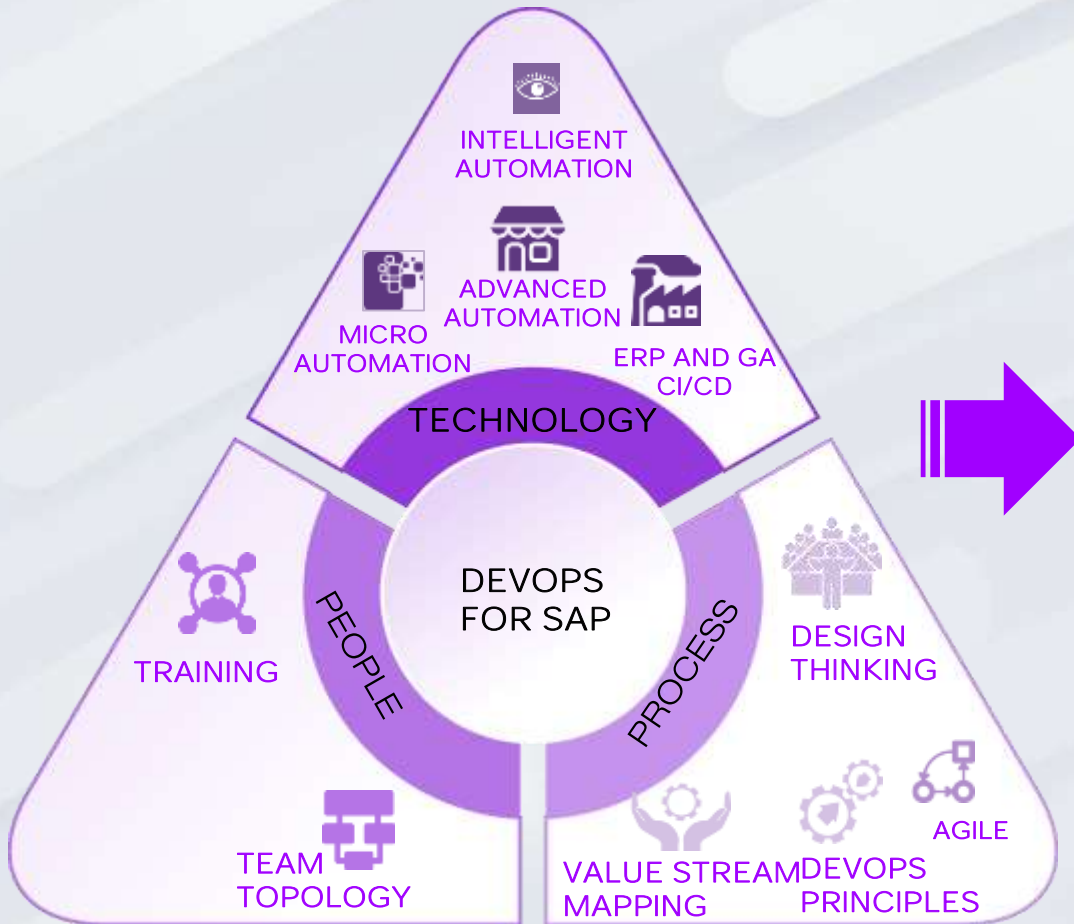 INTELLIGENT
AUTOMATION
ADVANCED
AUTOMATION
MICRO
AUTOMATION
ERP AND GA
CI/CD
TECHNOLOGY
DEVOPS
FOR SAP
PEOPLE
PROCESS
TRAINING
TEAM
TOPOLOGY
DESIGN
THINKING
AGILE
VALUE STREAM
MAPPING
DEVOPS
PRINCIPLES